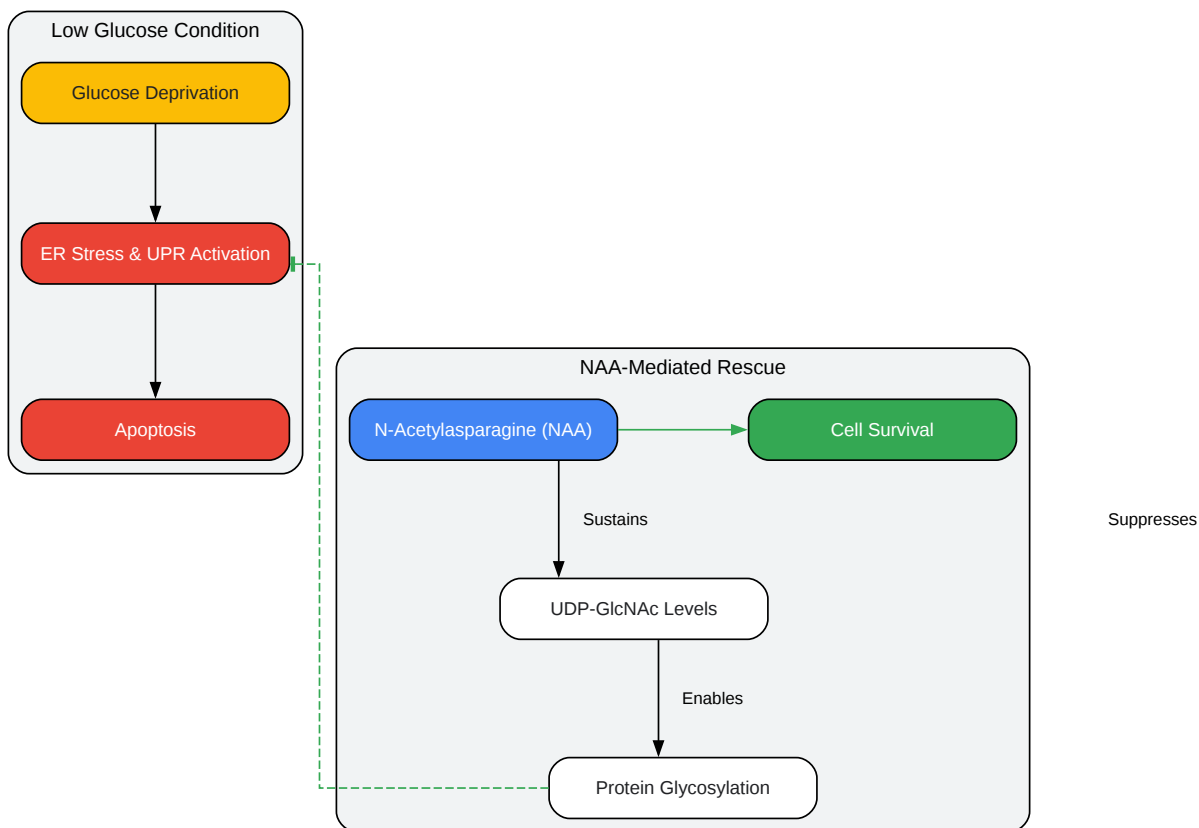 Low Glucose Condition
Glucose Deprivation
ER Stress & UPR Activation
Apoptosis
NAA-Mediated Rescue
N-Acetylasparagine (NAA)
Cell Survival
Sustains
Suppresses
UDP-GlcNAc Levels
Enables
Protein Glycosylation